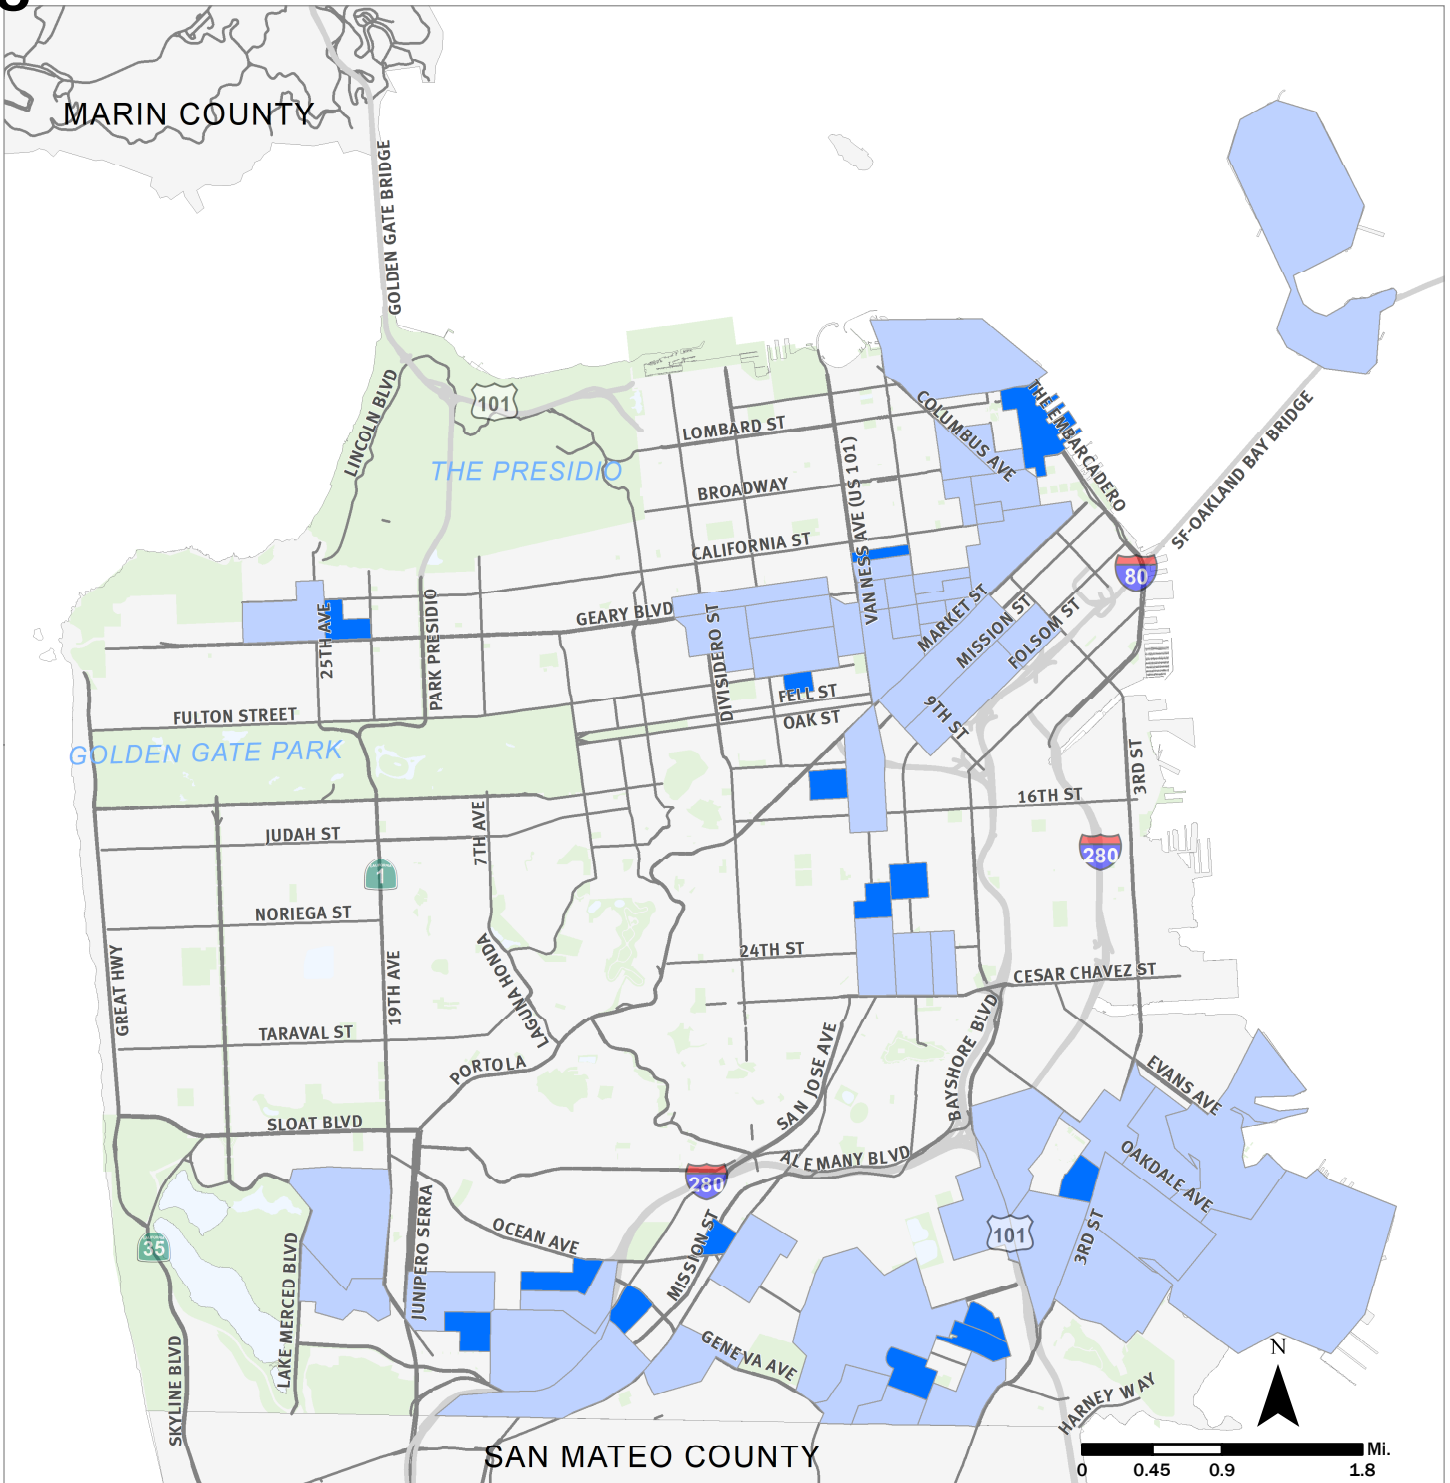 MARIN COUNTY
GOLDEN GATE BRIDGE
LINCOLN BLVD
101
THE PRESIDIO
LOMBARD ST
BROADWAY
CALIFORNIA ST
VAN NESS AVE (US 101)
COLUMBUS AVE
THE EMBARCADERO
SF-OAKLAND BAY BRIDGE
80
25TH AVE
PARK PRESIDIO
GEARY BLVD
DIVISIDERO ST
MARKET ST
MISSION ST
FOLSOM ST
9TH ST
FELL ST
OAK ST
FULTON STREET
GOLDEN GATE PARK
3RD ST
16TH ST
280
JUDAH ST
7TH AVE
CALIFORNIA
1
NORIEGA ST
19TH AVE
GREAT HWY
LAGUNA HONDA
24TH ST
CESAR CHAVEZ ST
TARAVAL ST
PORTOLA
SAN JOSE AVE
BAYSHORE BLVD
EVANS AVE
SLOAT BLVD
ALEMANY BLVD
280
OAKDALE AVE
JUNIPERO SERRA
OCEAN AVE
MISSION ST
101
3RD ST
CALIFORNIA
35
LAKE MERCED BLVD
SKYLINE BLVD
GENEVA AVE
HARNEY WAY
N
SAN MATEO COUNTY
Mi.
0 0.45 0.9 1.8